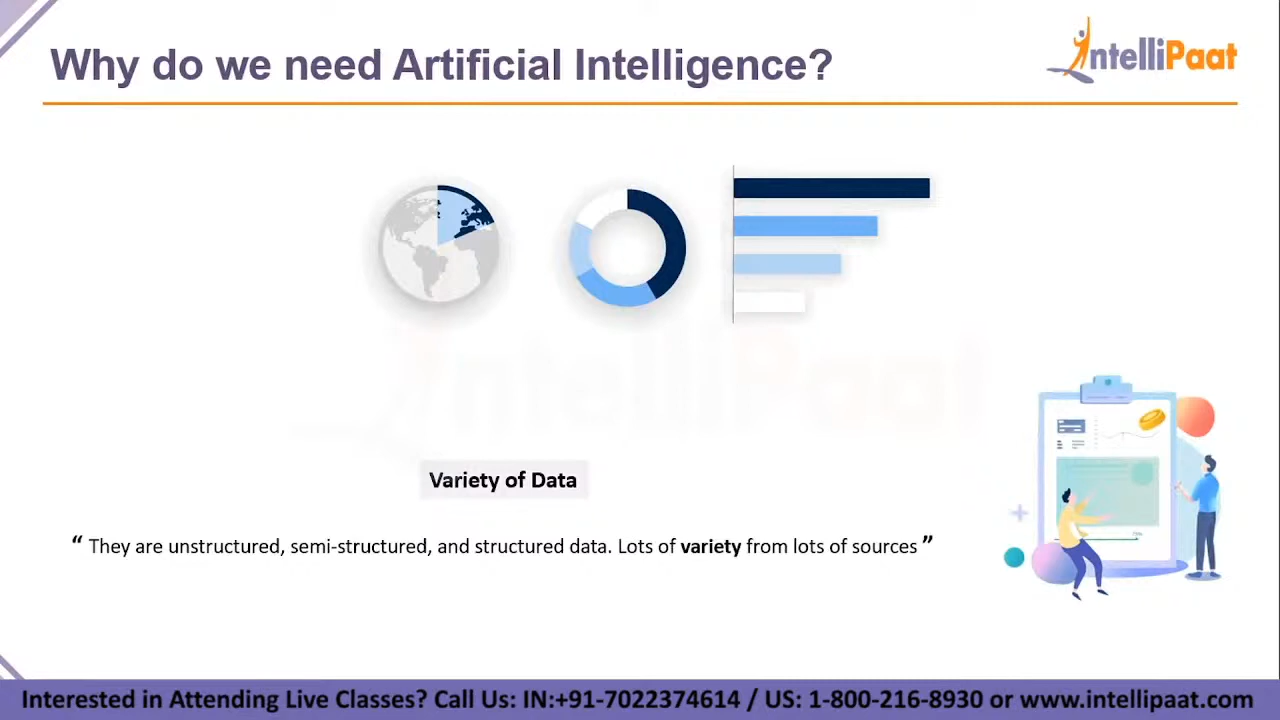 Why do we need Artificial Intelligence?
IntelliPaat
IntelliPaat
Variety of Data
“ They are unstructured, semi-structured, and structured data. Lots of variety from lots of sources ”
Interested in Attending Live Classes? Call Us: IN:+91-7022374614 / US: 1-800-216-8930 or www.intellipaat.com